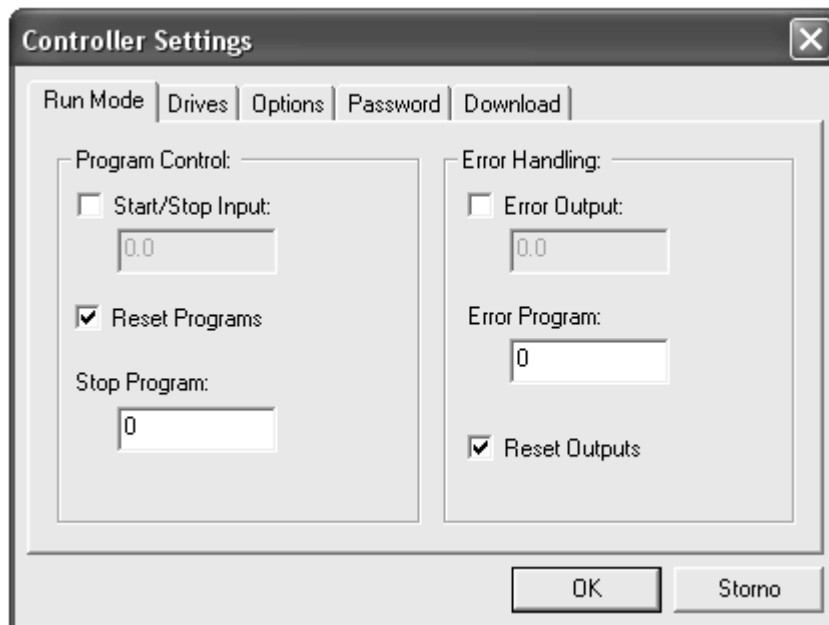 Controller Settings
Run Mode Drives Options Password Download
Program Control:
Start/Stop Input:
0.0
Reset Programs
Stop Program:
0
Error Handling:
Error Output:
0.0
Error Program:
0
Reset Outputs
OK Storno